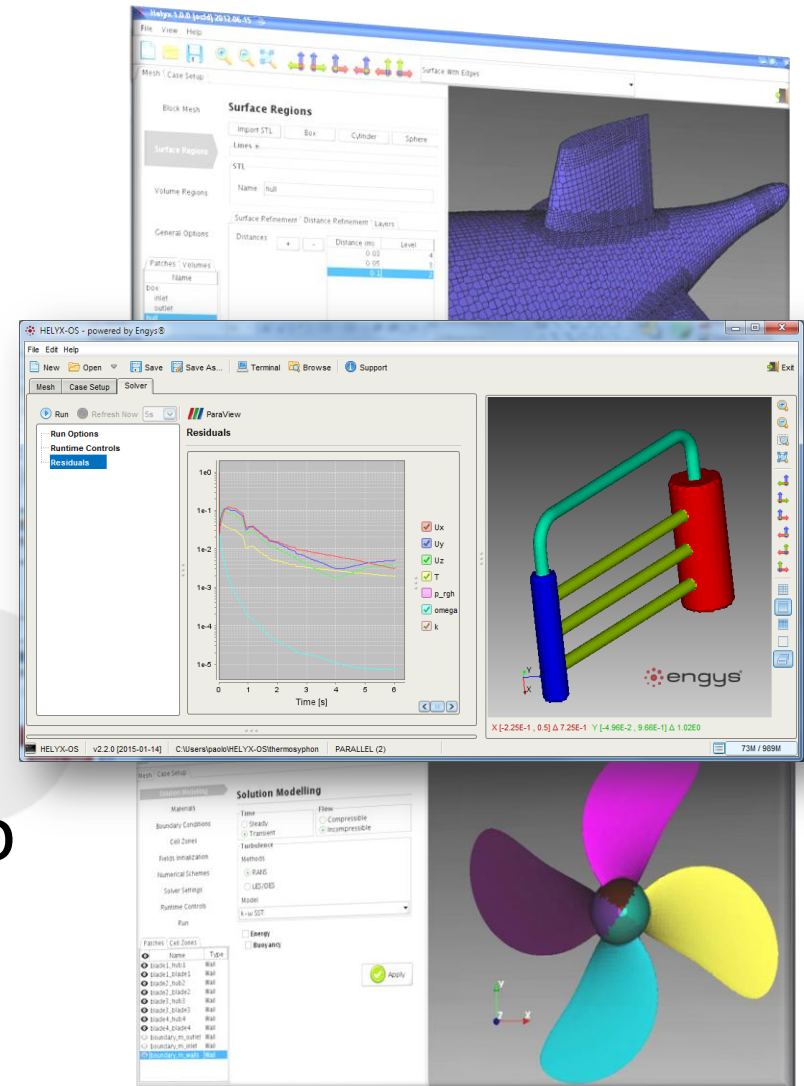 Helyx 1.0.0 [ocld] 2012-06-15
File View Help
Surface With Edges
Mesh Case Setup
Block Mesh
Surface Regions
Volume Regions
General Options
Surface Regions
Import STL Box Cylinder Sphere
Lines
STL
Name hull
Surface Refinement Distance Refinement Layers
Distances + - Distance (m) Level
0.03 4
0.05 3
0.1 2
Patches Volumes
Name
box
inlet
outlet
hull
HELYX-OS - powered by Engys®
File Edit Help
New Open Save Save As... Terminal Browse Support Exit
Mesh Case Setup Solver
Run Refresh Now 5s ParaView
Run Options
Runtime Controls
Residuals
Residuals
1e0
1e-1
1e-2
1e-3
1e-4
1e-5
0 1 2 3 4 5 6
Time [s]
Ux
Uy
Uz
T
p_rgh
omega
k
Y
X
engys
X [-2.25E-1 , 0.5] Δ 7.25E-1 Y [-4.96E-2 , 9.66E-1] Δ 1.02E0
HELYX-OS v2.2.0 [2015-01-14] C:\Users\paolo\HELYX-OS\thermosyphon PARALLEL (2) 73M / 989M
Mesh Case Setup
Solution Modelling
Materials
Boundary Conditions
Cell Zones
Fields Initialization
Numerical Schemes
Solver Settings
Runtime Controls
Run
Solution Modelling
Time
Steady
Transient
Flow
Compressible
Incompressible
Turbulence
Methods
RANS
LES/DES
Model
k-w SST
Energy
Buoyancy
Apply
Patches Cell Zones
Name Type
blade1_hub1 Wall
blade1_blade1 Wall
blade2_hub2 Wall
blade2_blade2 Wall
blade3_hub3 Wall
blade3_blade3 Wall
blade4_hub4 Wall
blade4_blade4 Wall
boundary_m_outlet Wall
boundary_m_inlet Wall
boundary_m_walls Wall
Y
Z X